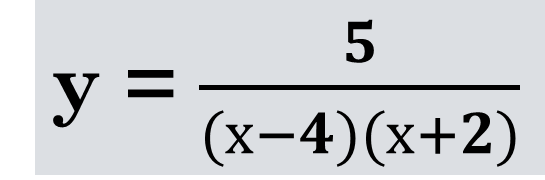 y = 5 / (x−4)(x+2)